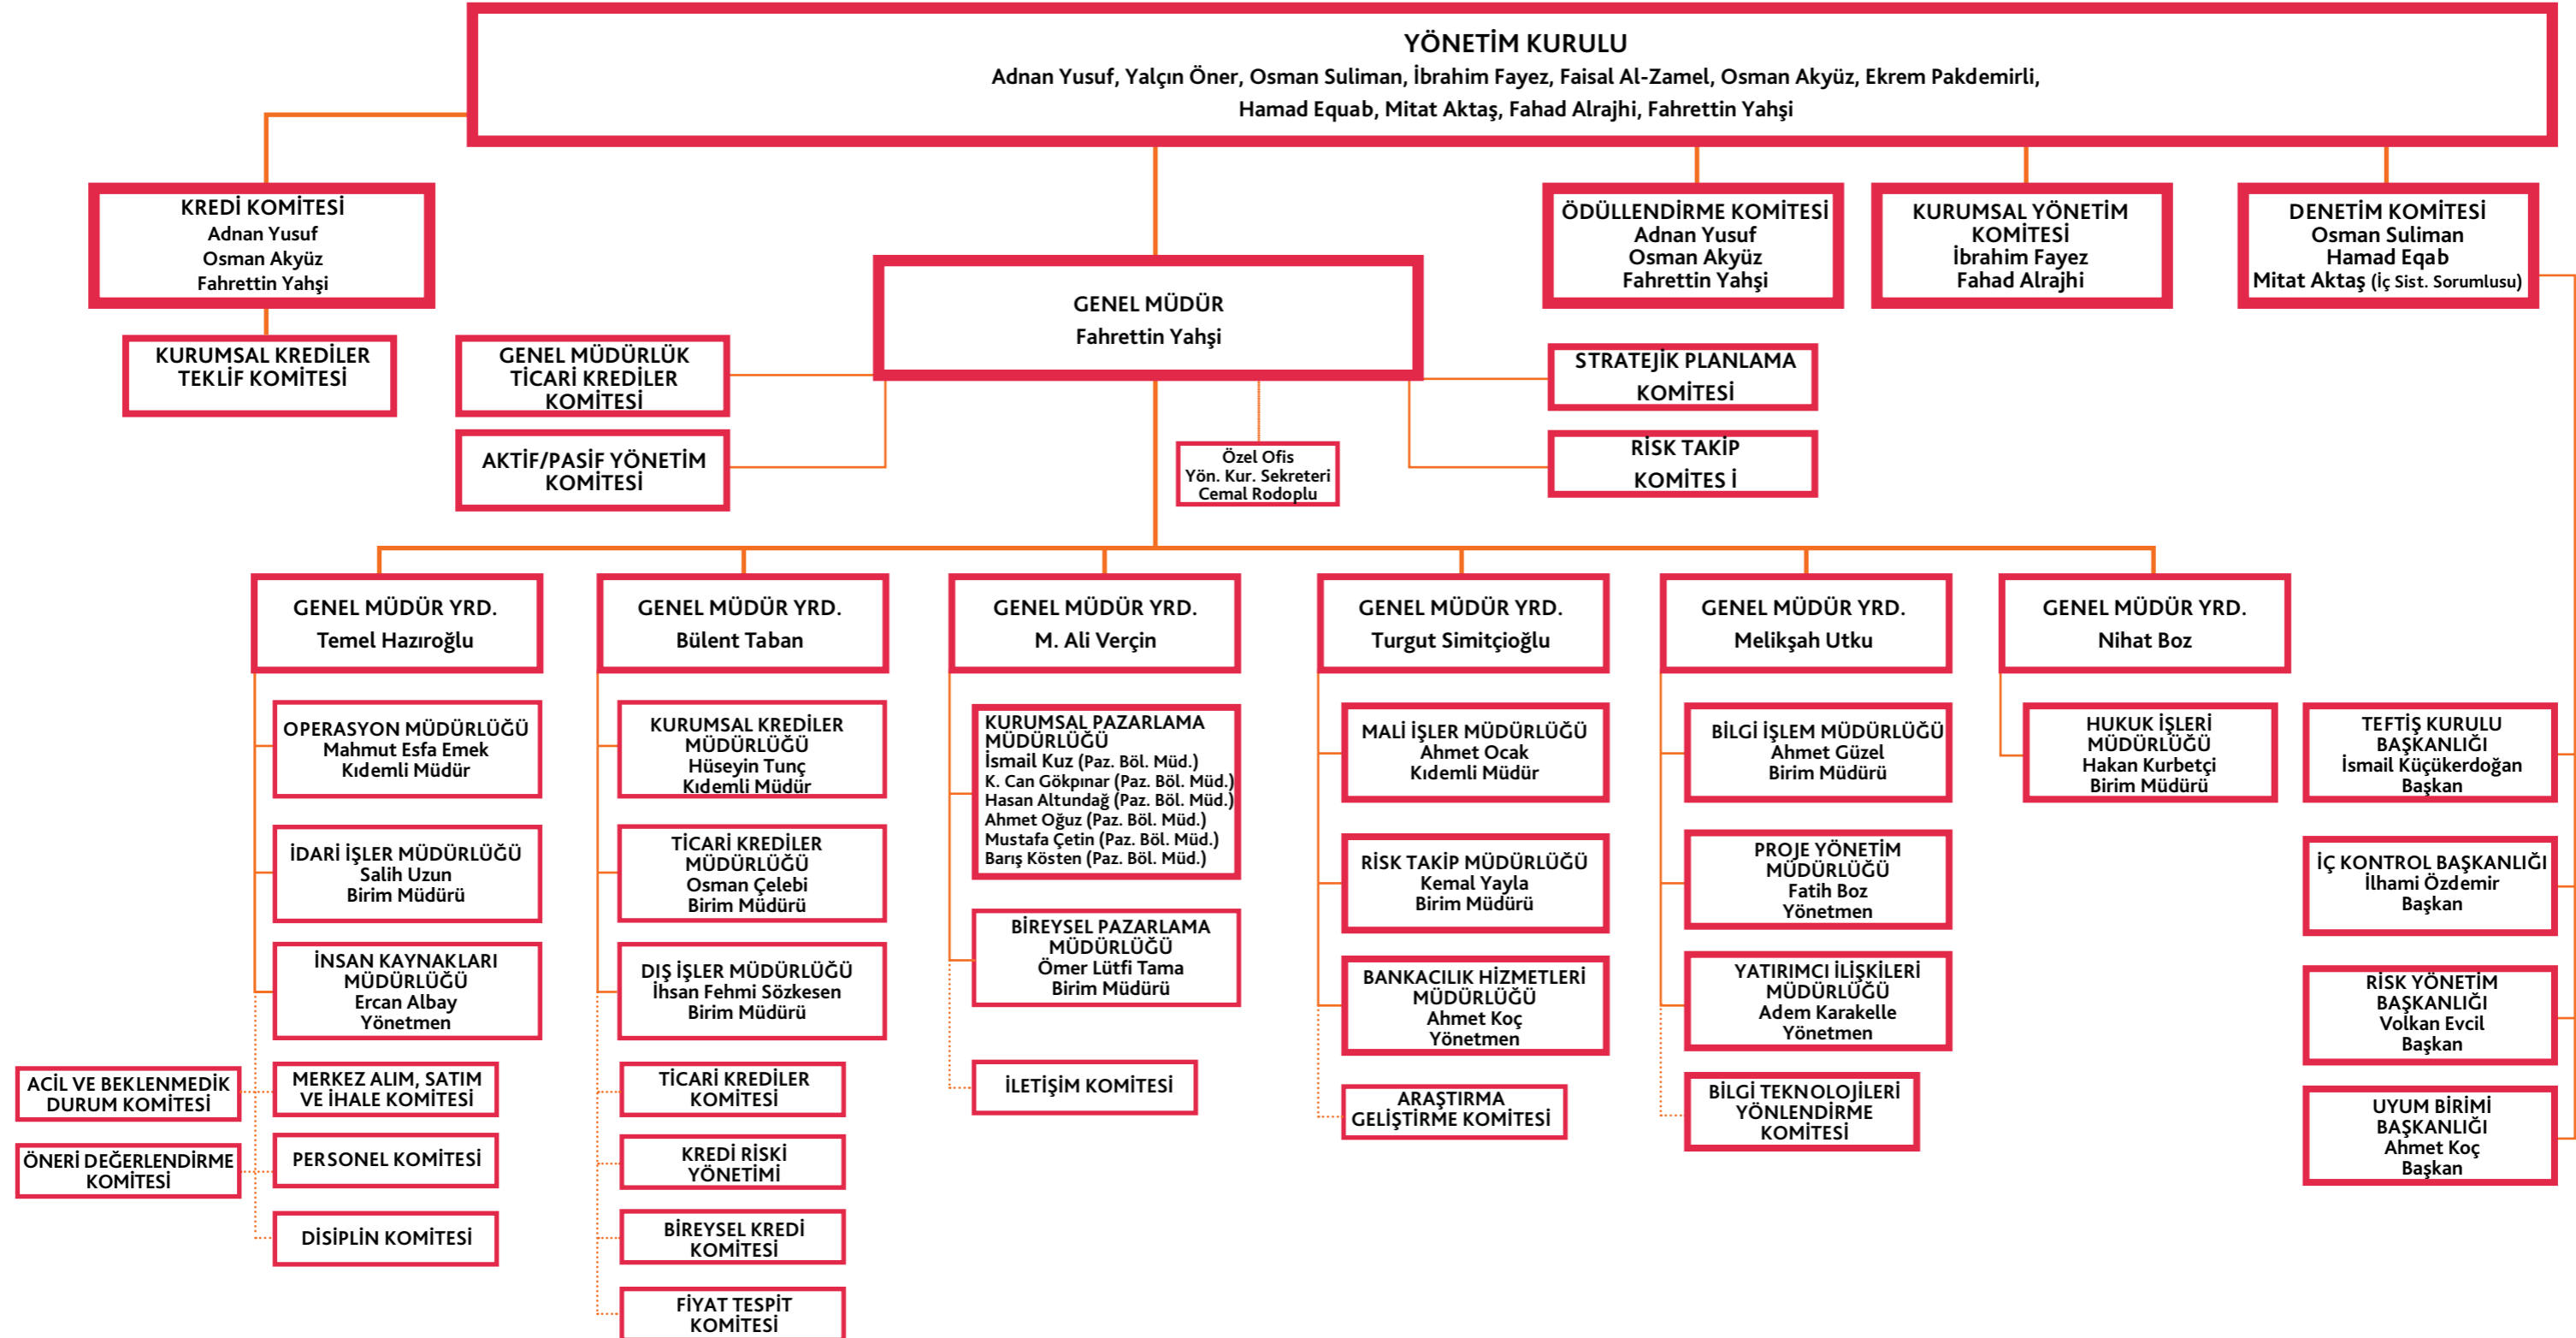 YÖNETİM KURULU
Adnan Yusuf, Yalçın Öner, Osman Suliman, İbrahim Fayez, Faisal Al-Zamel, Osman Akyüz, Ekrem Pakdemirli,
Hamad Equab, Mitat Aktaş, Fahad Alrajhi, Fahrettin Yahşi
KREDİ KOMİTESİ
Adnan Yusuf
Osman Akyüz
Fahrettin Yahşi
ÖDÜLLENDİRME KOMİTESİ
Adnan Yusuf
Osman Akyüz
Fahrettin Yahşi
KURUMSAL YÖNETİM
KOMİTESİ
İbrahim Fayez
Fahad Alrajhi
DENETİM KOMİTESİ
Osman Suliman
Hamad Eqab
Mitat Aktaş (İç Sist. Sorumlusu)
GENEL MÜDÜR
Fahrettin Yahşi
KURUMSAL KREDİLER
TEKLİF KOMİTESİ
GENEL MÜDÜRLÜK
TİCARİ KREDİLER
KOMİTESİ
STRATEJİK PLANLAMA
KOMİTESİ
AKTİF/PASİF YÖNETİM
KOMİTESİ
Özel Ofis
Yön. Kur. Sekreteri
Cemal Rodoplu
RİSK TAKİP
KOMİTES İ
GENEL MÜDÜR YRD.
Temel Hazıroğlu
GENEL MÜDÜR YRD.
Bülent Taban
GENEL MÜDÜR YRD.
M. Ali Verçin
GENEL MÜDÜR YRD.
Turgut Simitçioğlu
GENEL MÜDÜR YRD.
Melikşah Utku
GENEL MÜDÜR YRD.
Nihat Boz
OPERASYON MÜDÜRLÜĞÜ
Mahmut Esfa Emek
Kıdemli Müdür
KURUMSAL KREDİLER
MÜDÜRLÜĞÜ
Hüseyin Tunç
Kıdemli Müdür
KURUMSAL PAZARLAMA
MÜDÜRLÜĞÜ
İsmail Kuz (Paz. Böl. Müd.)
K. Can Gökpınar (Paz. Böl. Müd.)
Hasan Altundağ (Paz. Böl. Müd.)
Ahmet Oğuz (Paz. Böl. Müd.)
Mustafa Çetin (Paz. Böl. Müd.)
Barış Kösten (Paz. Böl. Müd.)
MALİ İŞLER MÜDÜRLÜĞÜ
Ahmet Ocak
Kıdemli Müdür
BİLGİ İŞLEM MÜDÜRLÜĞÜ
Ahmet Güzel
Birim Müdürü
HUKUK İŞLERİ
MÜDÜRLÜĞÜ
Hakan Kurbetçi
Birim Müdürü
TEFTİŞ KURULU
BAŞKANLIĞI
İsmail Küçükerdoğan
Başkan
İDARİ İŞLER MÜDÜRLÜĞÜ
Salih Uzun
Birim Müdürü
TİCARİ KREDİLER
MÜDÜRLÜĞÜ
Osman Çelebi
Birim Müdürü
RİSK TAKİP MÜDÜRLÜĞÜ
Kemal Yayla
Birim Müdürü
PROJE YÖNETİM
MÜDÜRLÜĞÜ
Fatih Boz
Yönetmen
İÇ KONTROL BAŞKANLIĞI
İlhami Özdemir
Başkan
İNSAN KAYNAKLARI
MÜDÜRLÜĞÜ
Ercan Albay
Yönetmen
DIŞ İŞLER MÜDÜRLÜĞÜ
İhsan Fehmi Sözkesen
Birim Müdürü
BİREYSEL PAZARLAMA
MÜDÜRLÜĞÜ
Ömer Lütfi Tama
Birim Müdürü
BANKACILIK HİZMETLERİ
MÜDÜRLÜĞÜ
Ahmet Koç
Yönetmen
YATIRIMCI İLİŞKİLERİ
MÜDÜRLÜĞÜ
Adem Karakelle
Yönetmen
RİSK YÖNETİM
BAŞKANLIĞI
Volkan Evcil
Başkan
ACİL VE BEKLENMEDİK
DURUM KOMİTESİ
MERKEZ ALIM, SATIM
VE İHALE KOMİTESİ
TİCARİ KREDİLER
KOMİTESİ
İLETİŞİM KOMİTESİ
ARAŞTIRMA
GELİŞTİRME KOMİTESİ
BİLGİ TEKNOLOJİLERİ
YÖNLENDİRME
KOMİTESİ
UYUM BİRİMİ
BAŞKANLIĞI
Ahmet Koç
Başkan
ÖNERİ DEĞERLENDİRME
KOMİTESİ
PERSONEL KOMİTESİ
KREDİ RİSKİ
YÖNETİMİ
DİSİPLİN KOMİTESİ
BİREYSEL KREDİ
KOMİTESİ
FİYAT TESPİT
KOMİTESİ